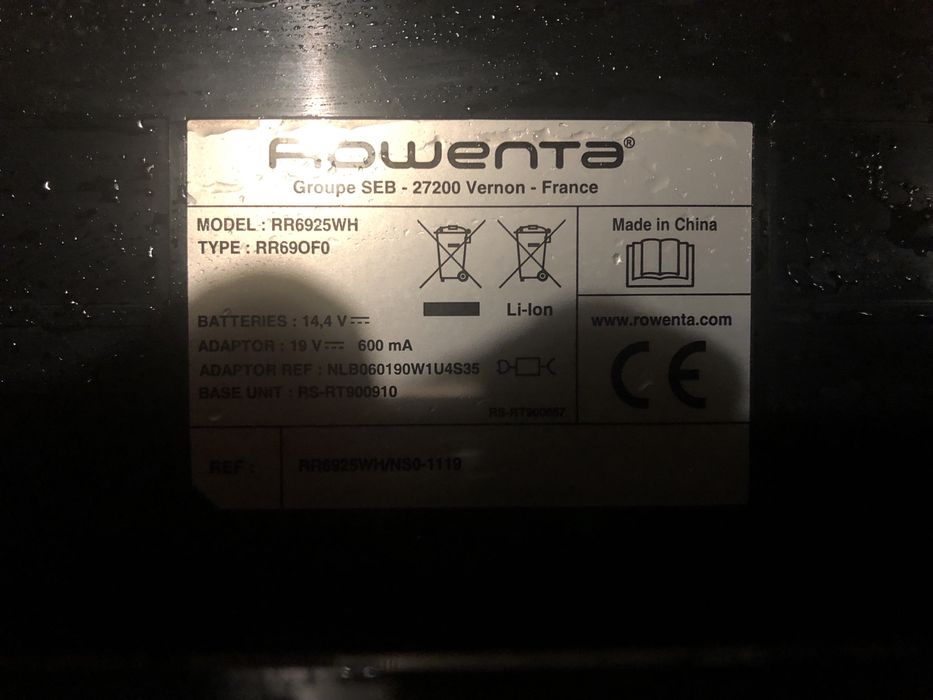 Rowenta®
Groupe SEB - 27200 Vernon - France
MODEL : RR6925WH
TYPE : RR69OF0
BATTERIES : 14,4 V
ADAPTOR : 19 V 600 mA
ADAPTOR REF : NLB060190W1U4S35
BASE UNIT : RS-RT900910
RS-RT900657
Li-Ion
Made in China
www.rowenta.com
CE
REF : RR6925WH/NS0-1119